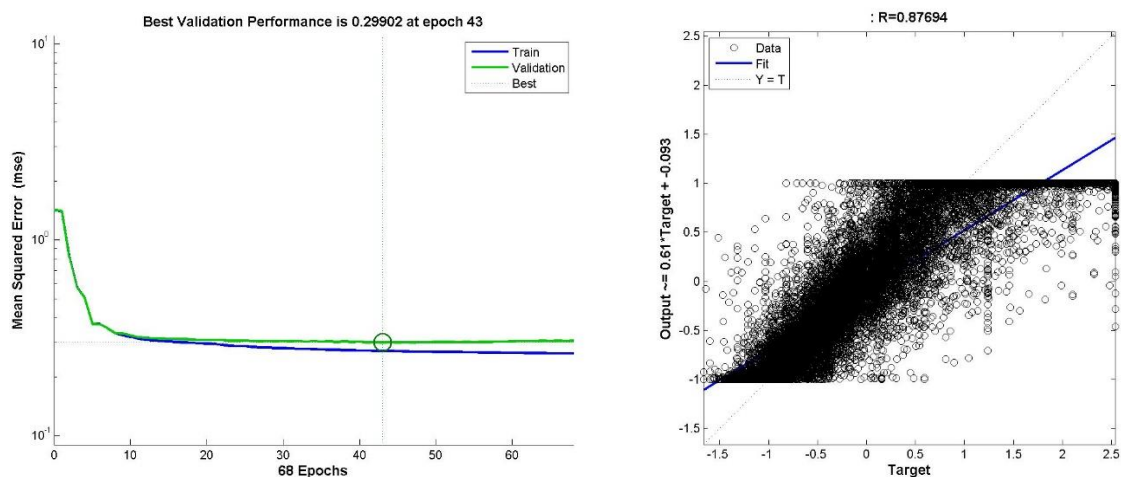 Best Validation Performance is 0.29902 at epoch 43
Mean Squared Error (mse)
10^1
10^0
10^-1
Train
Validation
Best
0 10 20 30 40 50 60
68 Epochs
: R=0.87694
Output ~= 0.61*Target + -0.093
2.5
2
1.5
1
0.5
0
-0.5
-1
-1.5
Data
Fit
Y = T
-1.5 -1 -0.5 0 0.5 1 1.5 2 2.5
Target